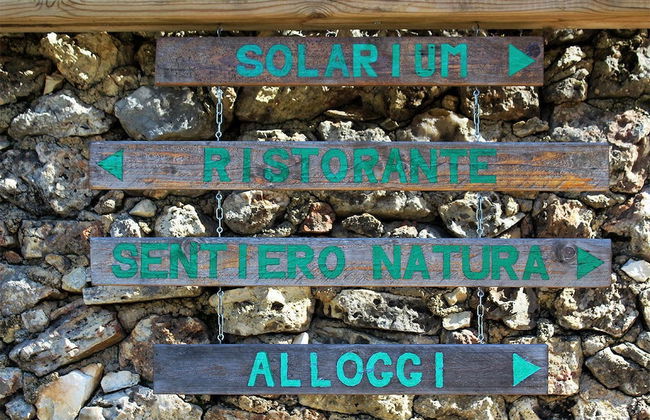 SOLARIUM
RISTORANTE
SENTIERO NATURA
ALLOGGI